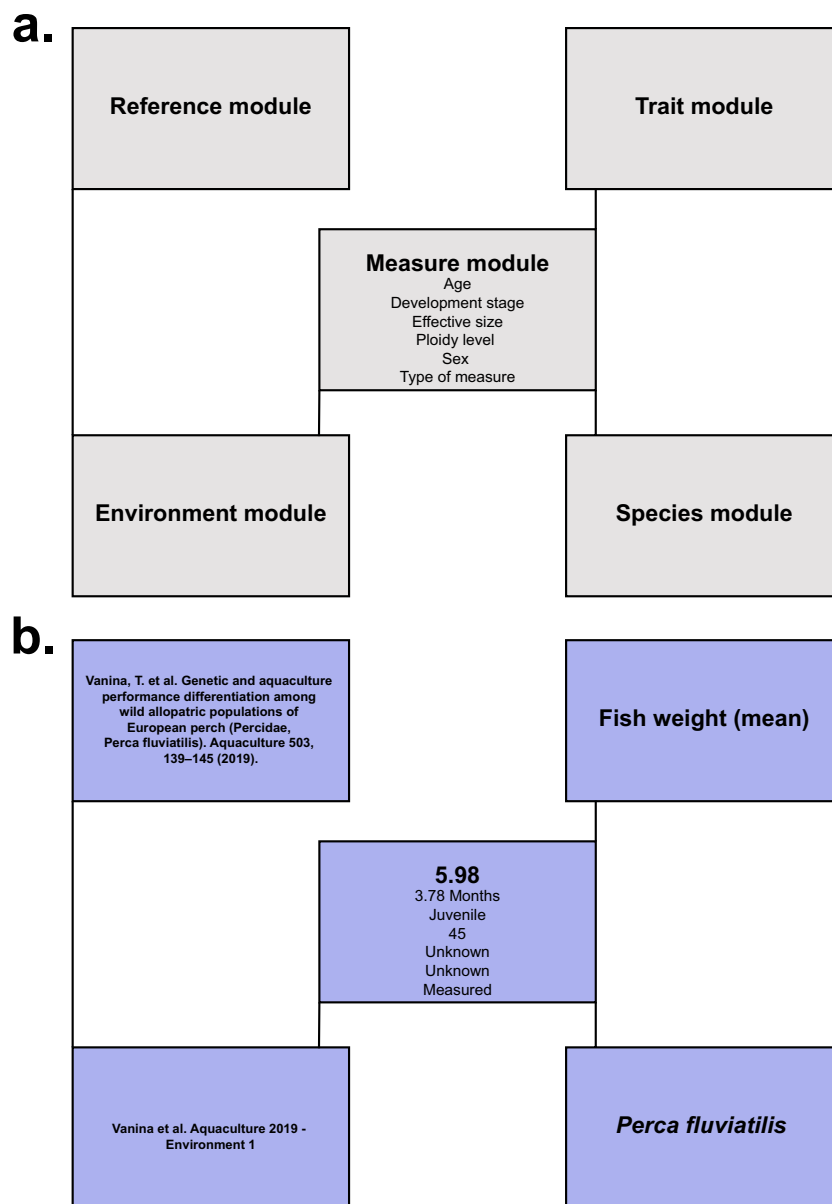 a.
Reference module
Trait module
Measure module
Age
Development stage
Effective size
Ploidy level
Sex
Type of measure
Environment module
Species module
b.
Vanina, T. et al. Genetic and aquaculture
performance differentiation among
wild allopatric populations of
European perch (Percidae,
Perca fluviatilis). Aquaculture 503,
139–145 (2019).
Fish weight (mean)
5.98
3.78 Months
Juvenile
45
Unknown
Unknown
Measured
Vanina et al. Aquaculture 2019 -
Environment 1
Perca fluviatilis